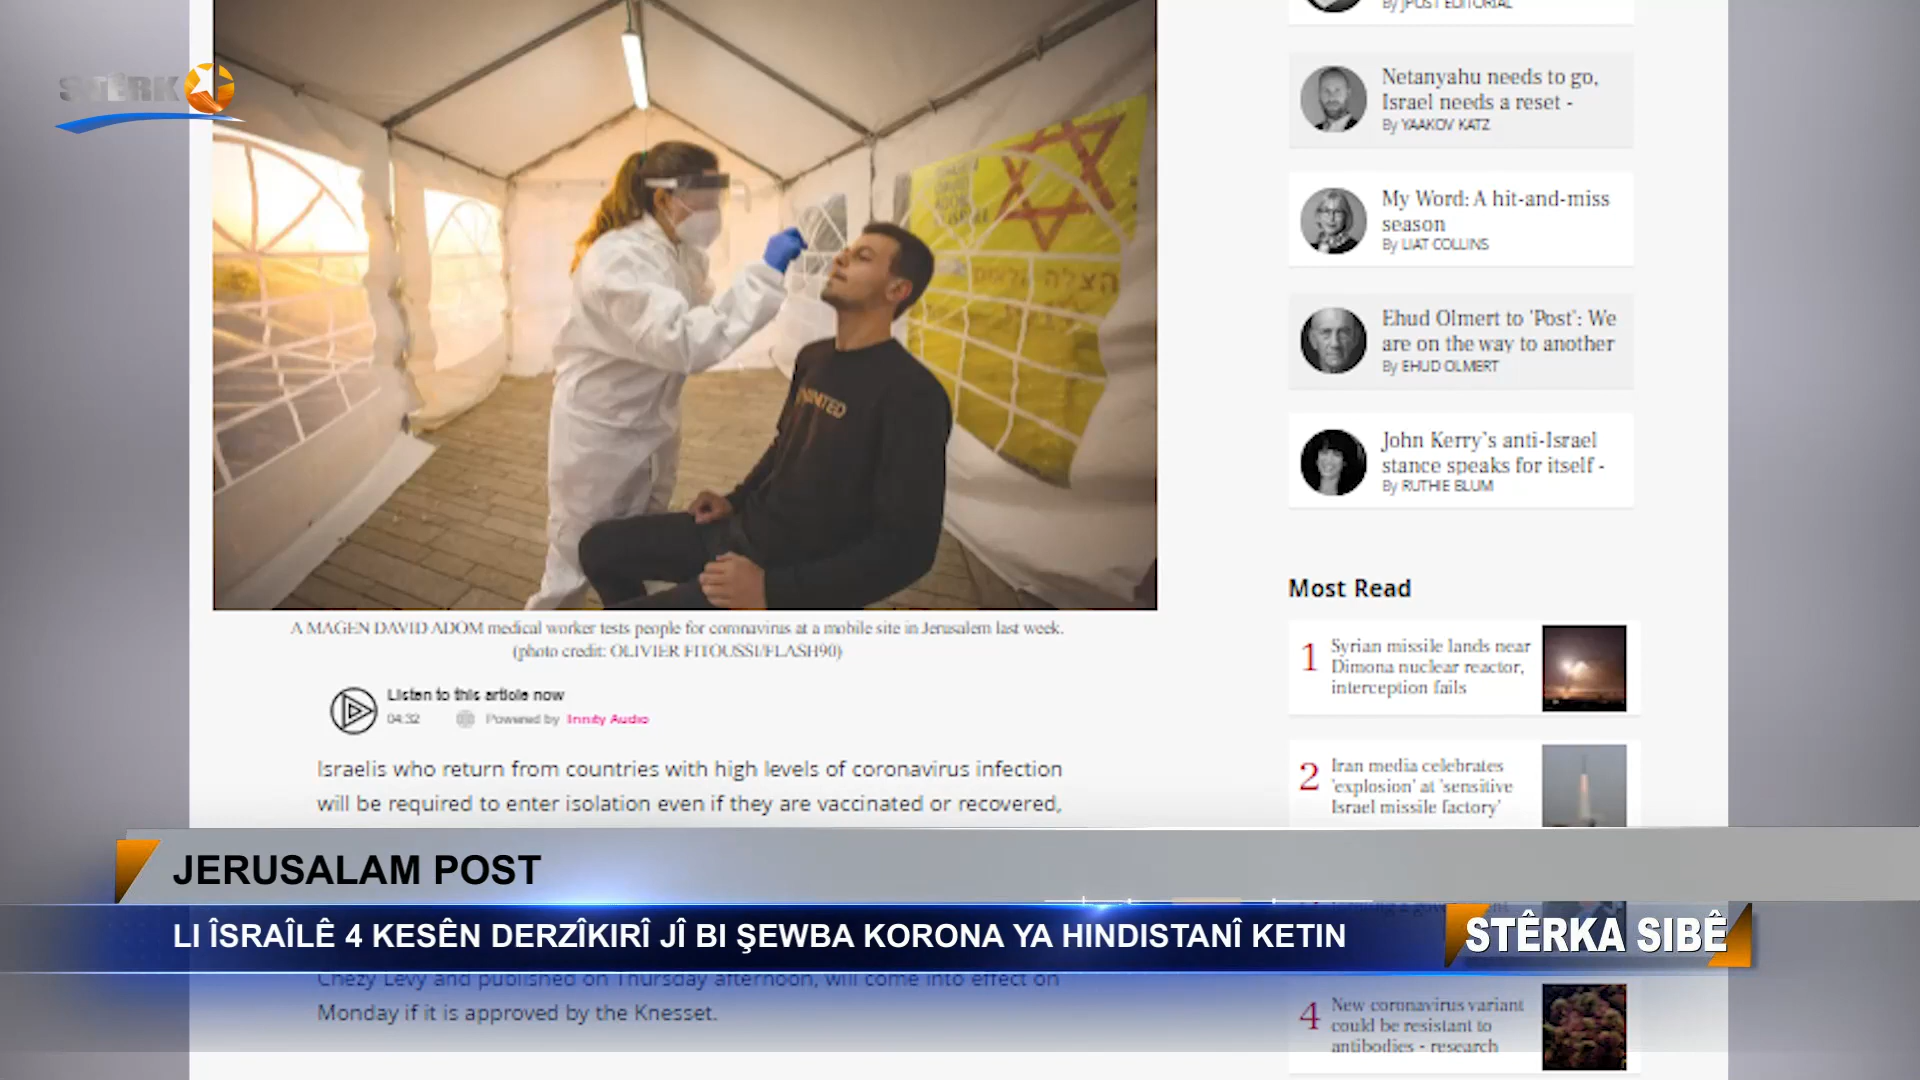 STÊRK
By JPOST EDITORIAL
Netanyahu needs to go,
Israel needs a reset -
By YAAKOV KATZ
My Word: A hit-and-miss
season
By LIAT COLLINS
Ehud Olmert to 'Post': We
are on the way to another
By EHUD OLMERT
John Kerry's anti-Israel
stance speaks for itself -
By RUTHIE BLUM
הצלה
A MAGEN DAVID ADOM medical worker tests people for coronavirus at a mobile site in Jerusalem last week.
(photo credit: OLIVIER FITOUSSI/FLASH90)
Listen to this article now
04:32 Powered by Trinity Audio
Israelis who return from countries with high levels of coronavirus infection
will be required to enter isolation even if they are vaccinated or recovered,
Most Read
1 Syrian missile lands near
Dimona nuclear reactor,
interception fails
2 Iran media celebrates
'explosion' at 'sensitive
Israel missile factory'
JERUSALAM POST
LI ÎSRAÎLÊ 4 KESÊN DERZÎKIRÎ JÎ BI ŞEWBA KORONA YA HINDISTANÎ KETIN
STÊRKA SIBÊ
Chezy Levy and published on Thursday afternoon, will come into effect on
Monday if it is approved by the Knesset.
4 New coronavirus variant
could be resistant to
antibodies - research